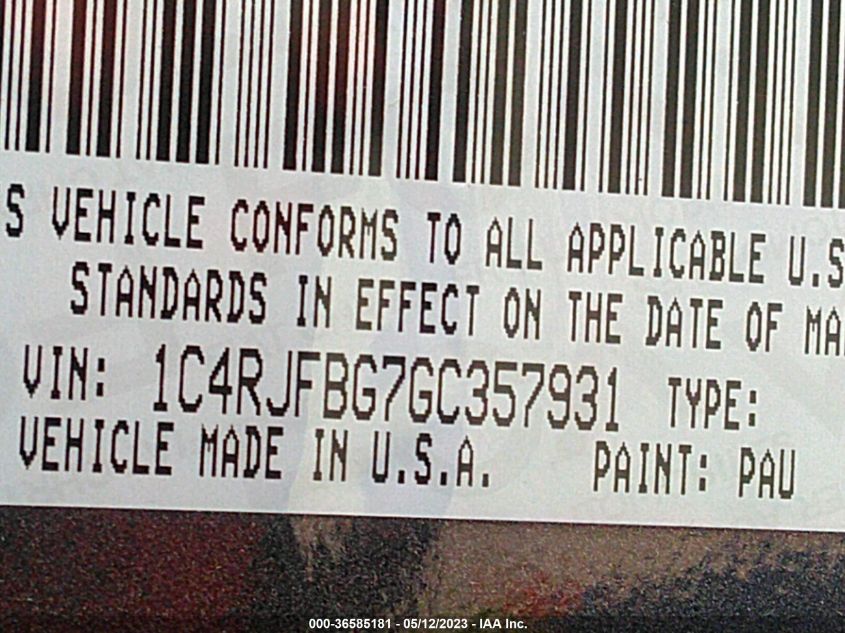 S VEHICLE CONFORMS TO ALL APPLICABLE U.S
STANDARDS IN EFFECT ON THE DATE OF MA
VIN: 1C4RJFBG7GC357931 TYPE:
VEHICLE MADE IN U.S.A. PAINT: PAU
000-36585181 - 05/12/2023 - IAA Inc.